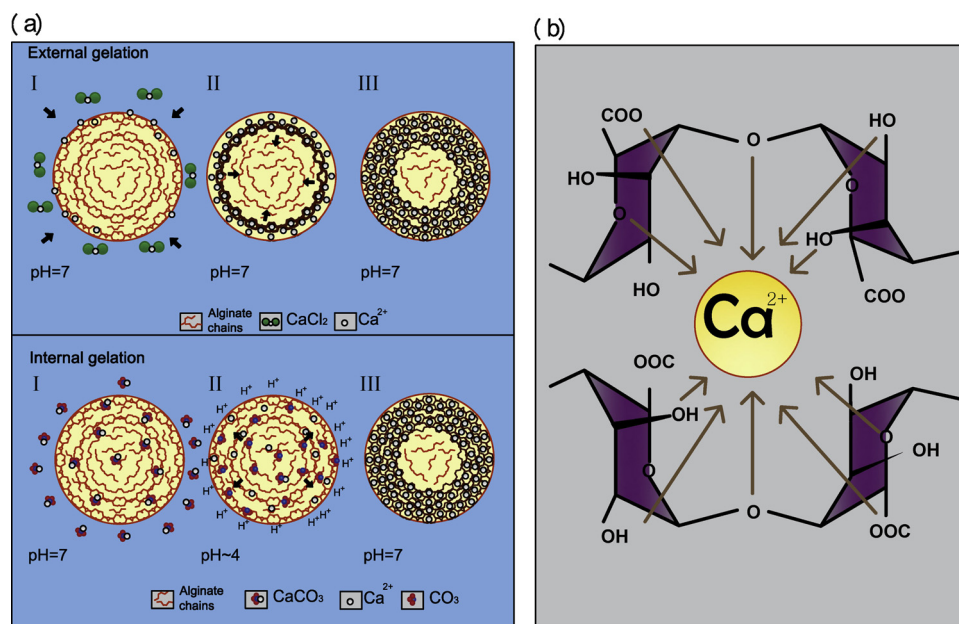 (a)
External gelation
I II III
pH=7 pH=7 pH=7
Alginate chains CaCl₂ Ca²⁺
Internal gelation
I II III
H⁺ H⁺ H⁺ H⁺ H⁺ H⁺ H⁺ H⁺ H⁺ H⁺ H⁺ H⁺ H⁺ H⁺ H⁺ H⁺ H⁺ H⁺ H⁺ H⁺ H⁺
pH=7 pH~4 pH=7
Alginate chains CaCO₃ Ca²⁺ CO₃
(b)
COO O HO
HO O
O HO
HO COO
Ca²⁺
OOC OH
OH O
O OH
OH O OOC